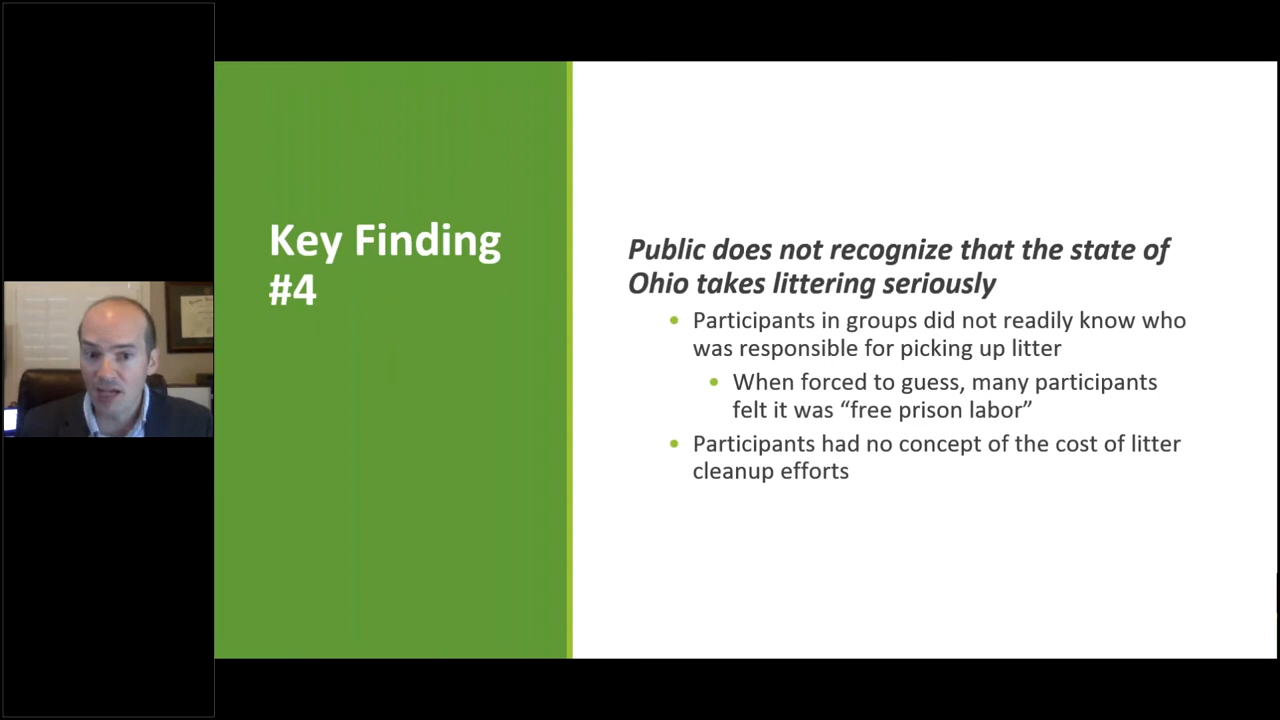 Key Finding
#4
Public does not recognize that the state of
Ohio takes littering seriously
• Participants in groups did not readily know who
was responsible for picking up litter
• When forced to guess, many participants
felt it was “free prison labor”
• Participants had no concept of the cost of litter
cleanup efforts